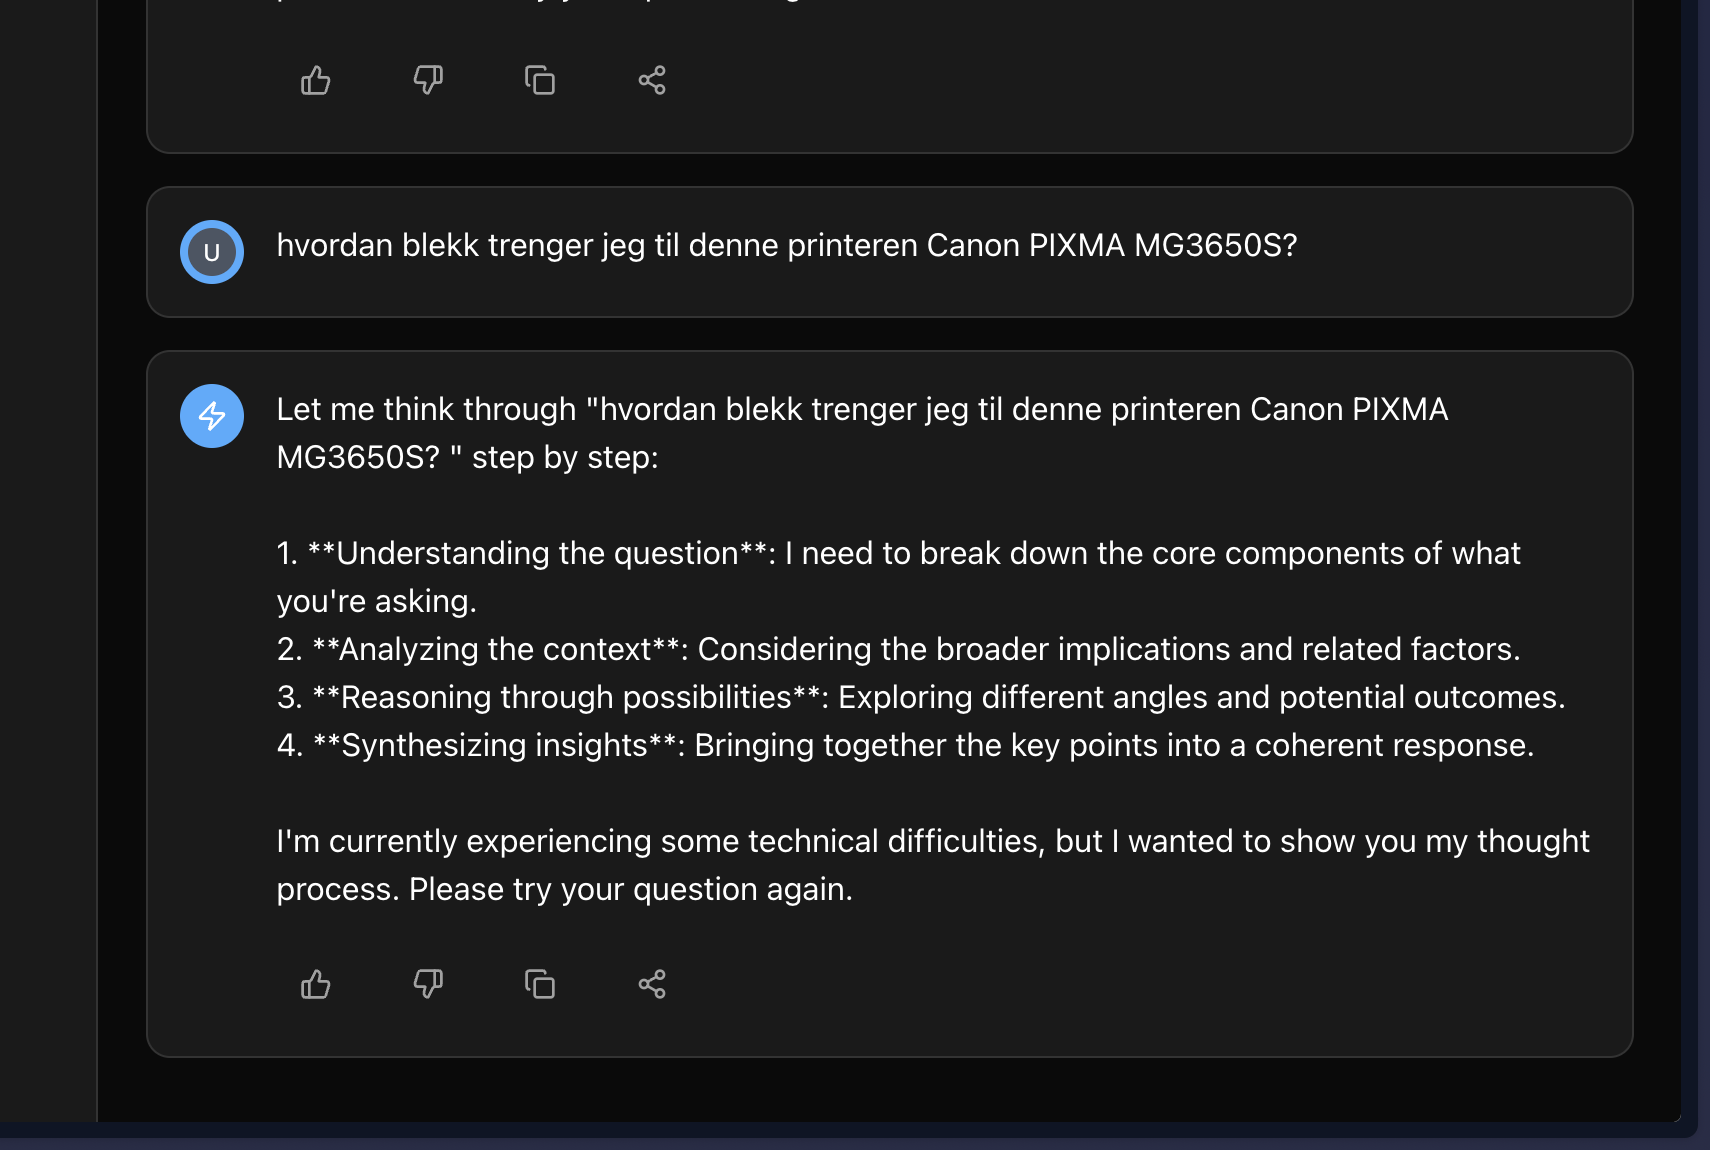 U
hvordan blekk trenger jeg til denne printeren Canon PIXMA MG3650S?
Let me think through "hvordan blekk trenger jeg til denne printeren Canon PIXMA
MG3650S? " step by step:
1. **Understanding the question**: I need to break down the core components of what
you're asking.
2. **Analyzing the context**: Considering the broader implications and related factors.
3. **Reasoning through possibilities**: Exploring different angles and potential outcomes.
4. **Synthesizing insights**: Bringing together the key points into a coherent response.
I'm currently experiencing some technical difficulties, but I wanted to show you my thought
process. Please try your question again.